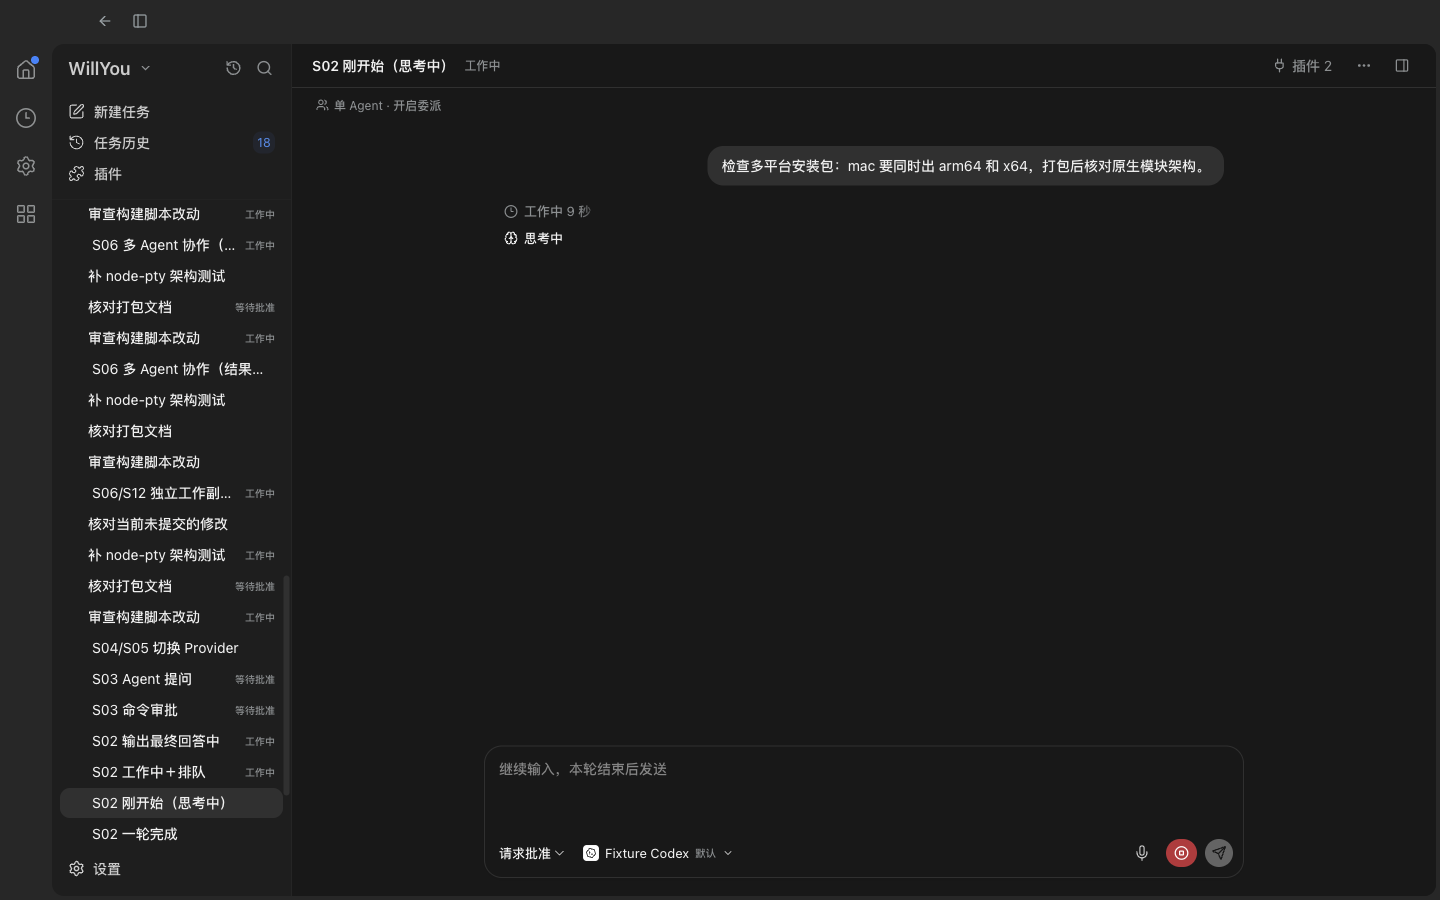 WillYou
新建任务
任务历史 18
插件
审查构建脚本改动 工作中
S06 多 Agent 协作（... 工作中
补 node-pty 架构测试
核对打包文档 等待批准
审查构建脚本改动 工作中
S06 多 Agent 协作（结果...
补 node-pty 架构测试
核对打包文档
审查构建脚本改动
S06/S12 独立工作副... 工作中
核对当前未提交的修改
补 node-pty 架构测试 工作中
核对打包文档 等待批准
审查构建脚本改动 工作中
S04/S05 切换 Provider
S03 Agent 提问 等待批准
S03 命令审批 等待批准
S02 输出最终回答中 工作中
S02 工作中+排队 工作中
S02 刚开始（思考中）
S02 一轮完成
设置
S02 刚开始（思考中） 工作中
插件 2
单 Agent · 开启委派
检查多平台安装包：mac 要同时出 arm64 和 x64，打包后核对原生模块架构。
工作中 9 秒
思考中
继续输入，本轮结束后发送
请求批准 Fixture Codex 默认